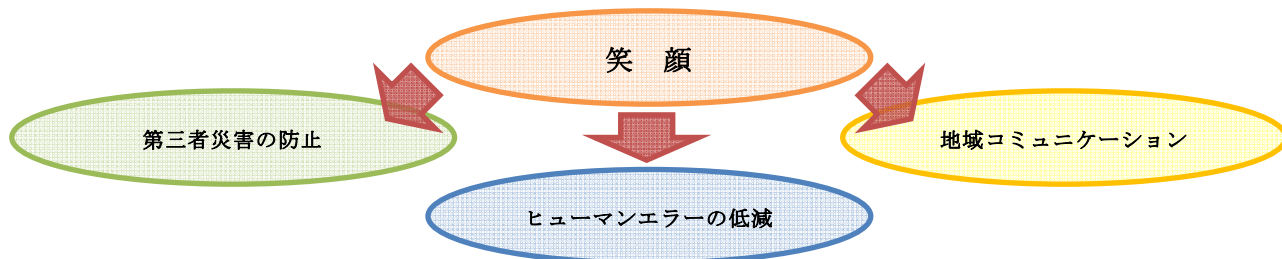 笑　顔
第三者災害の防止
地域コミュニケーション
ヒューマンエラーの低減